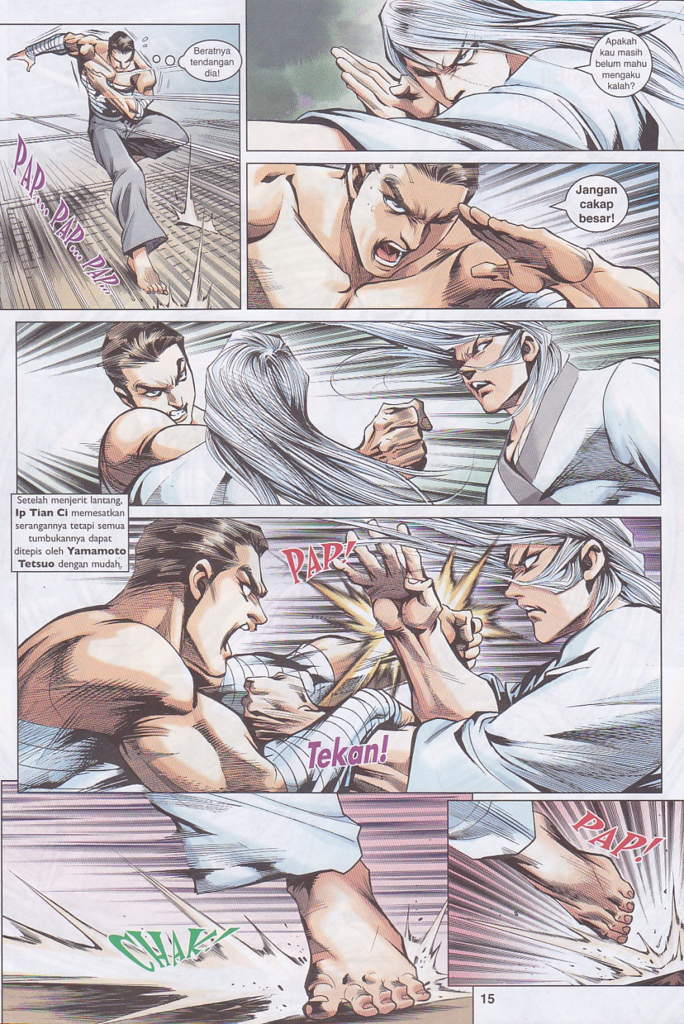 Beratnya
tendangan
dia!
PAP... PAP... PAP...
Apakah
kau masih
belum mahu
mengaku
kalah?
Jangan
cakap
besar!
Setelah menjerit lantang,
Ip Tian Ci memesatkan
serangannya tetapi semua
tumbukannya dapat
ditepis oleh Yamamoto
Tetsuo dengan mudah.
PAP!
Tekan!
CHAK!
PAP!
15